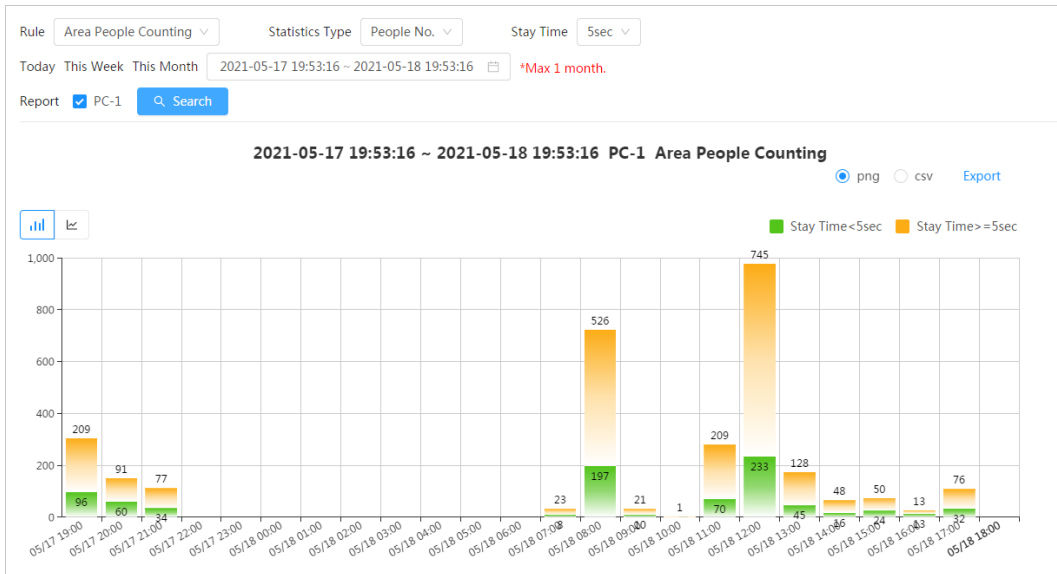 Rule Area People Counting Statistics Type People No. Stay Time 5sec
Today This Week This Month 2021-05-17 19:53:16 ~ 2021-05-18 19:53:16 *Max 1 month.
Report PC-1 Search
2021-05-17 19:53:16 ~ 2021-05-18 19:53:16 PC-1 Area People Counting
png csv Export
Stay Time<5sec Stay Time>=5sec
1,000
800
600
400
200
0
209 91 77 23 526 21 1 209 745 128 48 50 13 76
96 60 34 8 197 70 233 45 16 24 13 32
05/17 19:00 05/17 20:00 05/17 21:00 05/17 22:00 05/17 23:00 05/18 00:00 05/18 01:00 05/18 02:00 05/18 03:00 05/18 04:00 05/18 05:00 05/18 06:00 05/18 07:00 05/18 08:00 05/18 09:00 05/18 10:00 05/18 11:00 05/18 12:00 05/18 13:00 05/18 14:00 05/18 15:00 05/18 16:00 05/18 17:00 05/18 18:00